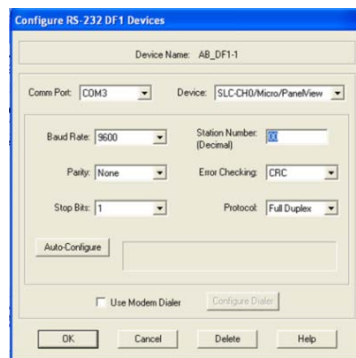 Configure RS-232 DF1 Devices
Device Name: AB_DF1-1
Comm Port: COM3 Device: SLC-CH0/Micro/PanelView
Baud Rate: 9600 Station Number: 00
(Decimal)
Parity: None Error Checking: CRC
Stop Bits: 1 Protocol: Full Duplex
Auto-Configure
Use Modem Dialer Configure Dialer
OK Cancel Delete Help